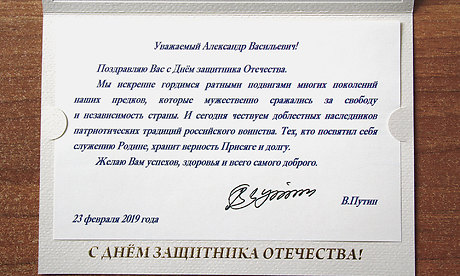 Уважаемый Александр Васильевич!
Поздравляю Вас с Днём защитника Отечества.
Мы искренне гордимся ратными подвигами многих поколений
наших предков, которые мужественно сражались за свободу
и независимость страны. И сегодня чествуем доблестных наследников
патриотических традиций российского воинства. Тех, кто посвятил себя
служению Родине, хранит верность Присяге и долгу.
Желаю Вам успехов, здоровья и всего самого доброго.
В.Путин
23 февраля 2019 года
С ДНЁМ ЗАЩИТНИКА ОТЕЧЕСТВА!